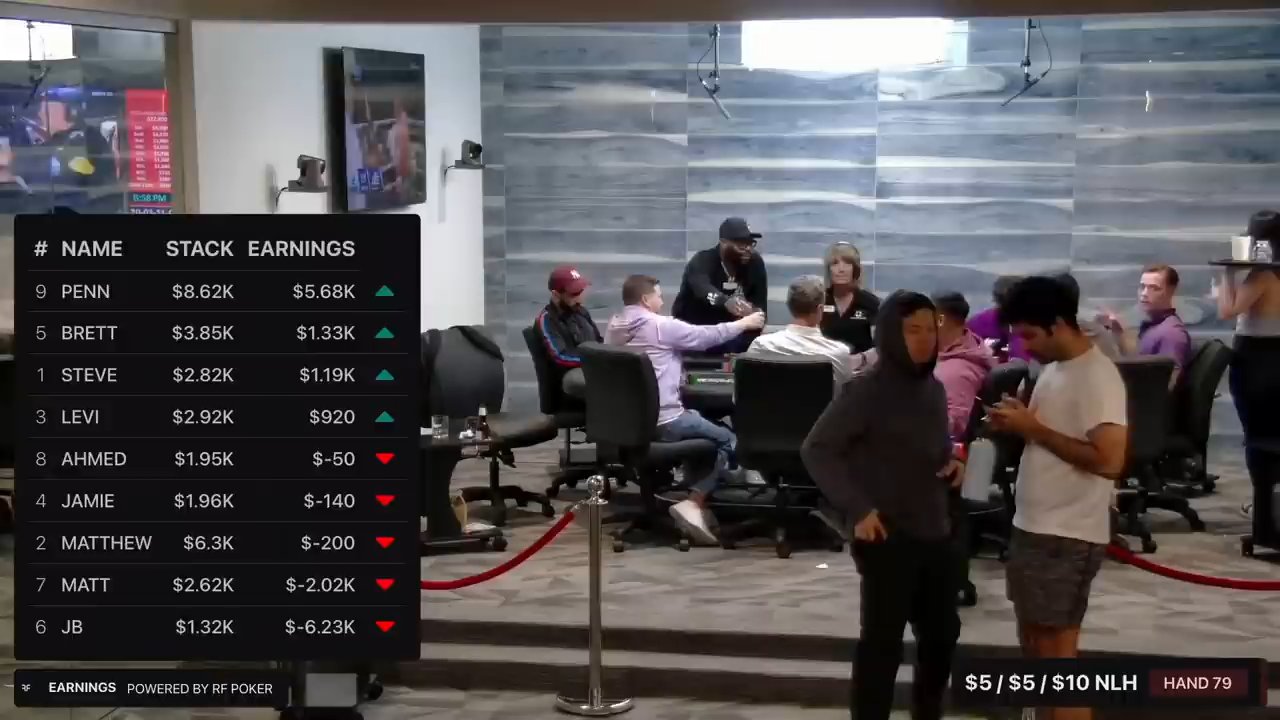 6:58 PM
# NAME STACK EARNINGS
9 PENN $8.62K $5.68K
5 BRETT $3.85K $1.33K
1 STEVE $2.82K $1.19K
3 LEVI $2.92K $920
8 AHMED $1.95K $-50
4 JAMIE $1.96K $-140
2 MATTHEW $6.3K $-200
7 MATT $2.62K $-2.02K
6 JB $1.32K $-6.23K
EARNINGS POWERED BY RF POKER
$5 / $5 / $10 NLH HAND 79